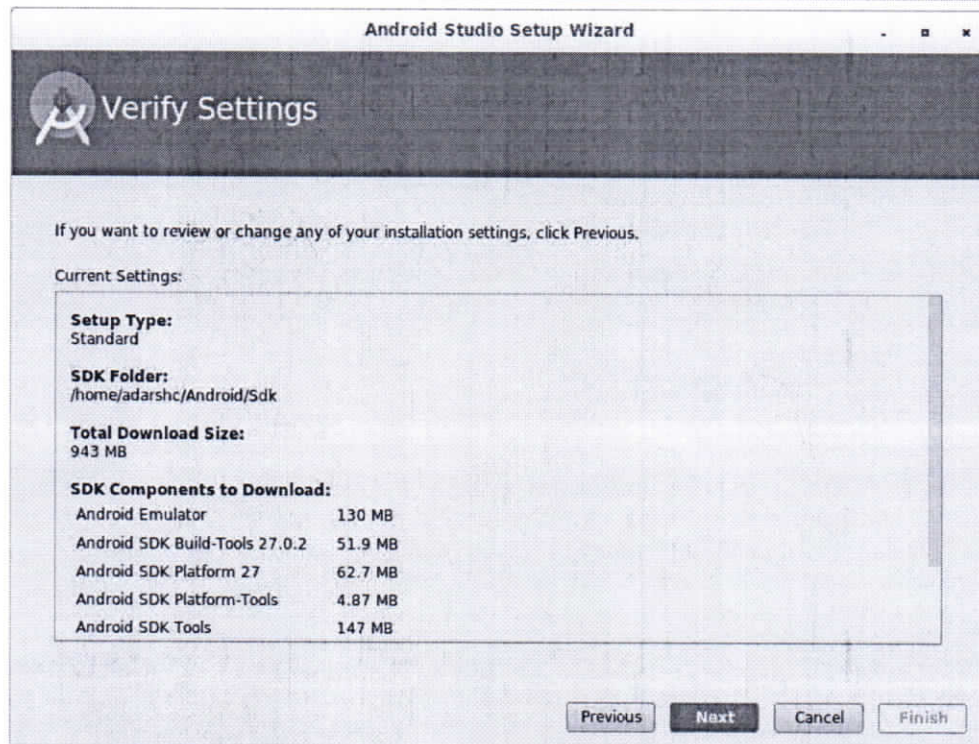 Android Studio Setup Wizard
Verify Settings
If you want to review or change any of your installation settings, click Previous.
Current Settings:
Setup Type:
Standard
SDK Folder:
/home/adarshc/Android/Sdk
Total Download Size:
943 MB
SDK Components to Download:
Android Emulator 130 MB
Android SDK Build-Tools 27.0.2 51.9 MB
Android SDK Platform 27 62.7 MB
Android SDK Platform-Tools 4.87 MB
Android SDK Tools 147 MB
Previous Next Cancel Finish